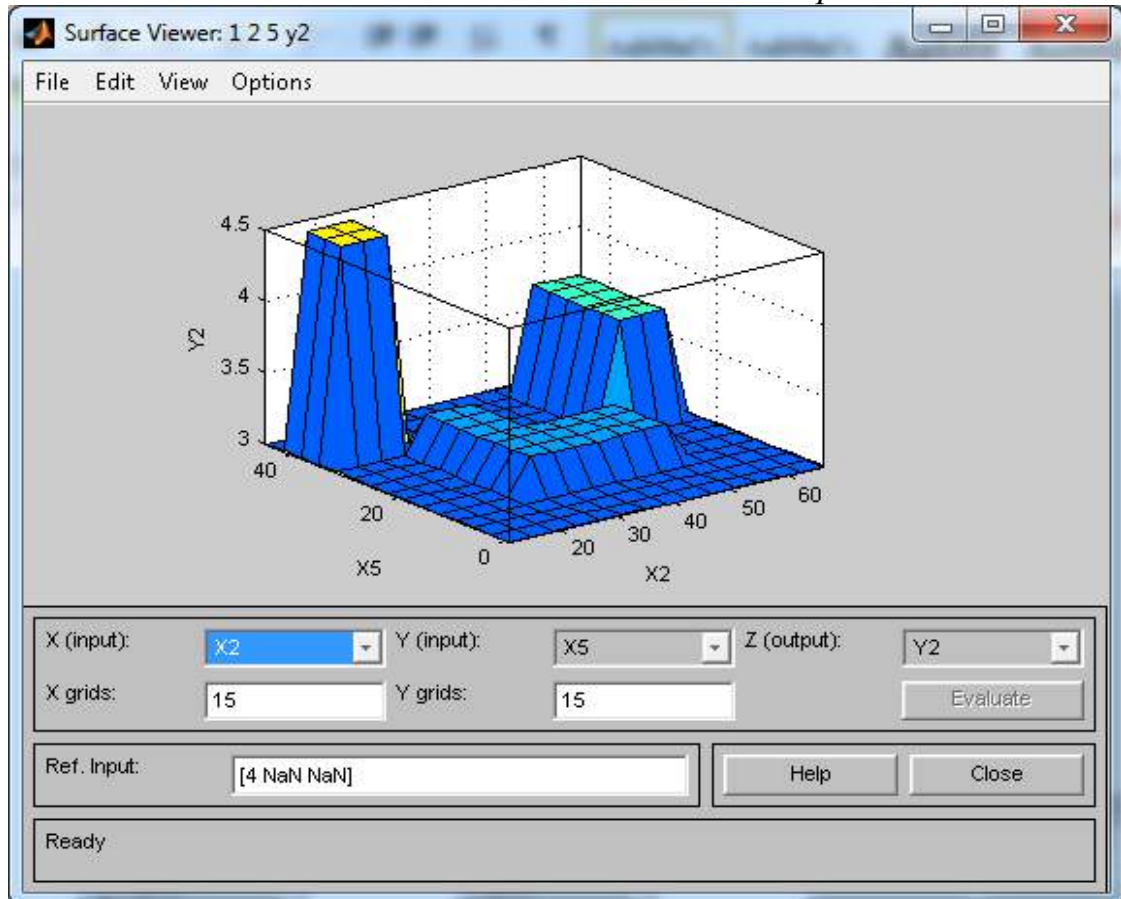 Surface Viewer: 1 2 5 y2
File Edit View Options
4.5
4
3.5
3
Y2
40
20
0
X5
20
30
40
50
60
X2
X (input): X2 Y (input): X5 Z (output): Y2
X grids: 15 Y grids: 15 Evaluate
Ref. Input: [4 NaN NaN] Help Close
Ready